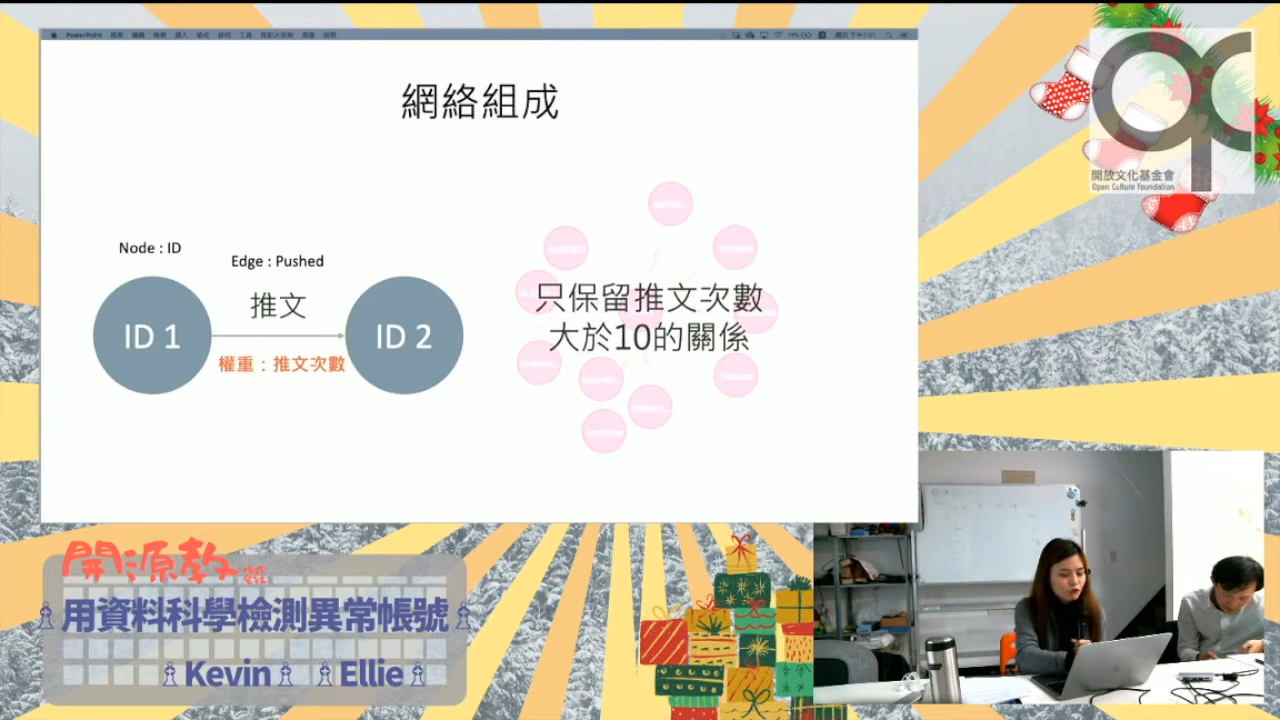 PowerPoint
網絡組成
Node : ID
Edge : Pushed
ID 1
推文
ID 2
權重：推文次數
只保留推文次數
大於10的關係
開放文化基金會
Open Culture Foundation
開源教
用資料科學檢測異常帳號
Kevin
Ellie